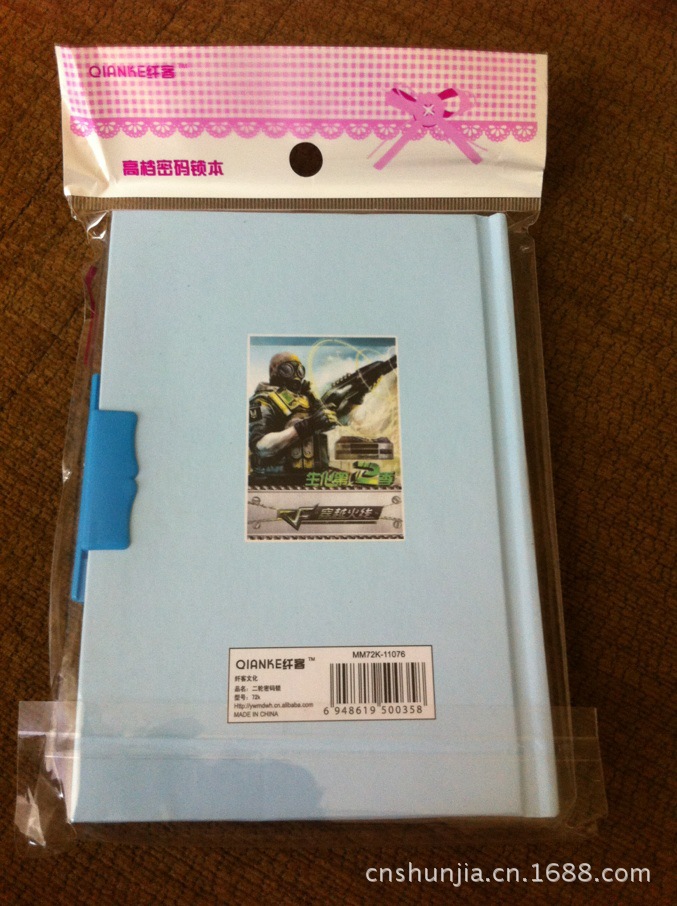 QIANKE纤客™
高档密码锁本
生化黑2奪
CF 穿越火线
QIANKE纤客™
MM72K-11076
纤客文化
品名：二轮密码锁
型号：72k
Http://ywmdwh.cn.alibaba.com
MADE IN CHINA
6 948619 500358
cnshunjia.cn.1688.com